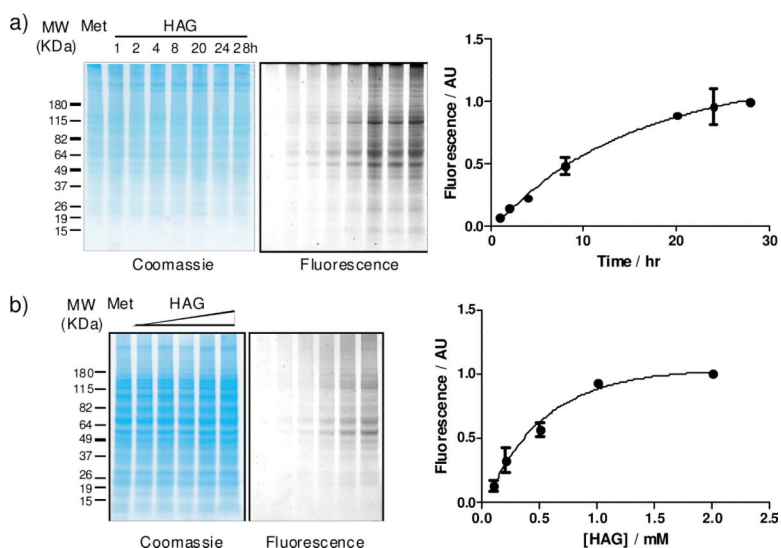 a)
MW (KDa) Met HAG
1 2 4 8 20 24 28h
180
115
82
64
49
37
26
19
15
Coomassie Fluorescence
Fluorescence / AU
1.5
1.0
0.5
0.0
0 10 20 30
Time / hr
b)
MW (KDa) Met HAG
180
115
82
64
49
37
26
19
15
Coomassie Fluorescence
Fluorescence / AU
1.5
1.0
0.5
0.0
0.0 0.5 1.0 1.5 2.0 2.5
[HAG] / mM